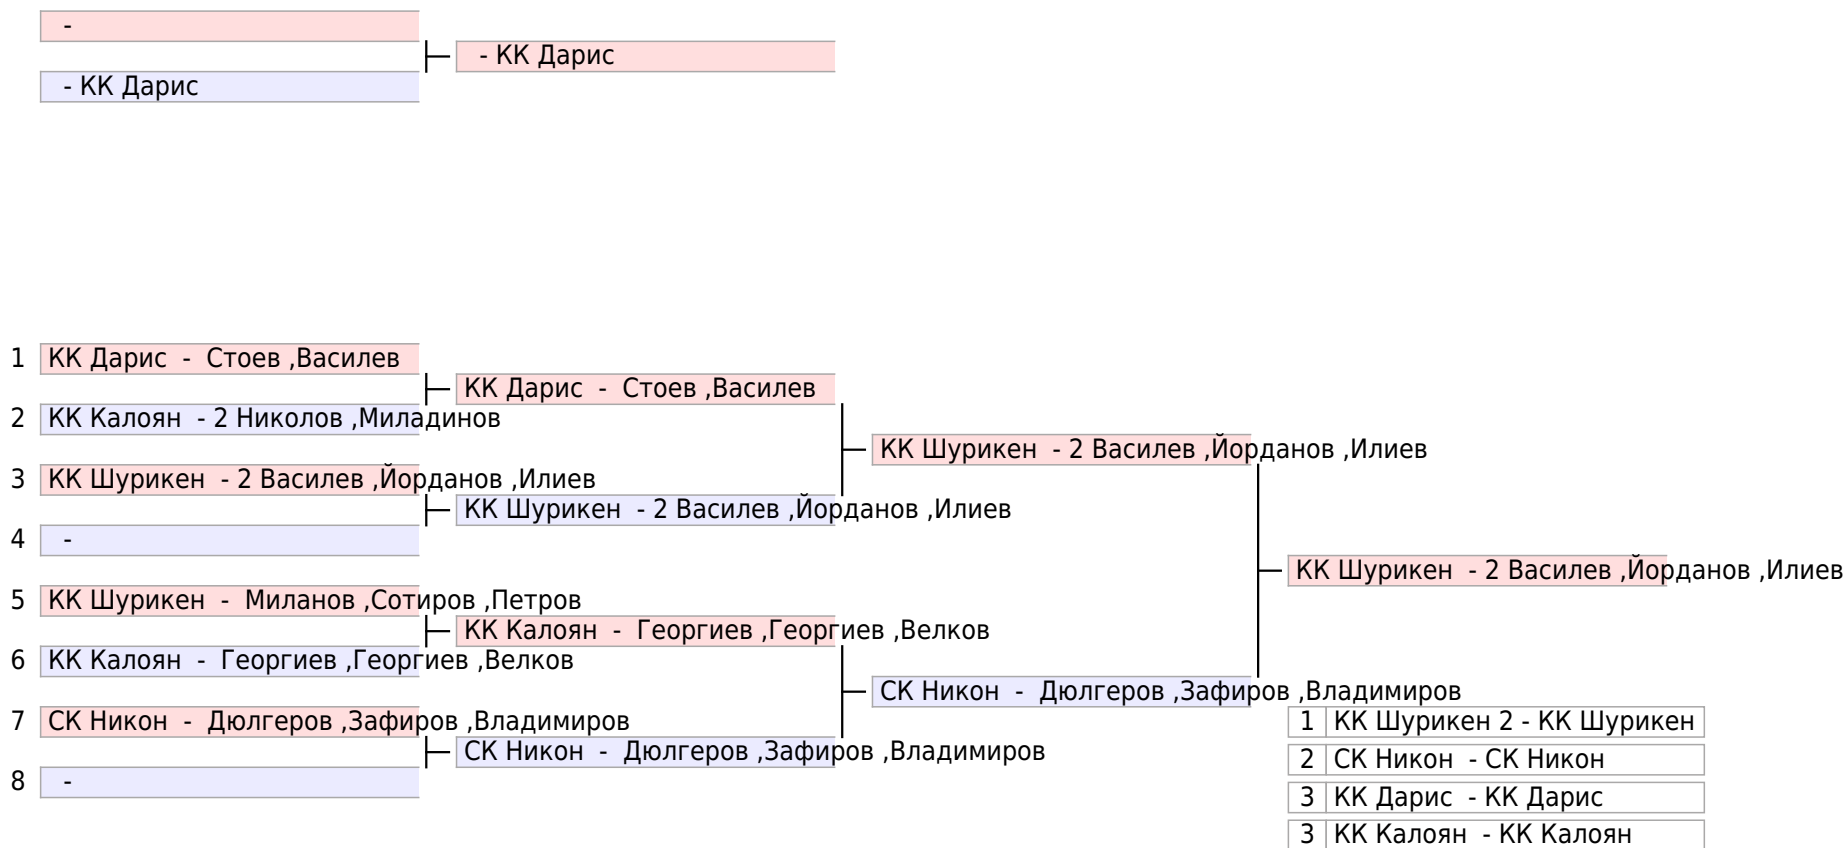 -
- КК Дарис
- КК Дарис
1 КК Дарис - Стоев ,Василев
КК Дарис - Стоев ,Василев
2 КК Калоян - 2 Николов ,Миладинов
КК Шурикен - 2 Василев ,Йорданов ,Илиев
3 КК Шурикен - 2 Василев ,Йорданов ,Илиев
КК Шурикен - 2 Василев ,Йорданов ,Илиев
4 -
КК Шурикен - 2 Василев ,Йорданов ,Илиев
5 КК Шурикен - Миланов ,Сотиров ,Петров
КК Калоян - Георгиев ,Георгиев ,Велков
6 КК Калоян - Георгиев ,Георгиев ,Велков
СК Никон - Дюлгеров ,Зафиров ,Владимиров
7 СК Никон - Дюлгеров ,Зафиров ,Владимиров
СК Никон - Дюлгеров ,Зафиров ,Владимиров
8 -
1 КК Шурикен 2 - КК Шурикен
2 СК Никон - СК Никон
3 КК Дарис - КК Дарис
3 КК Калоян - КК Калоян